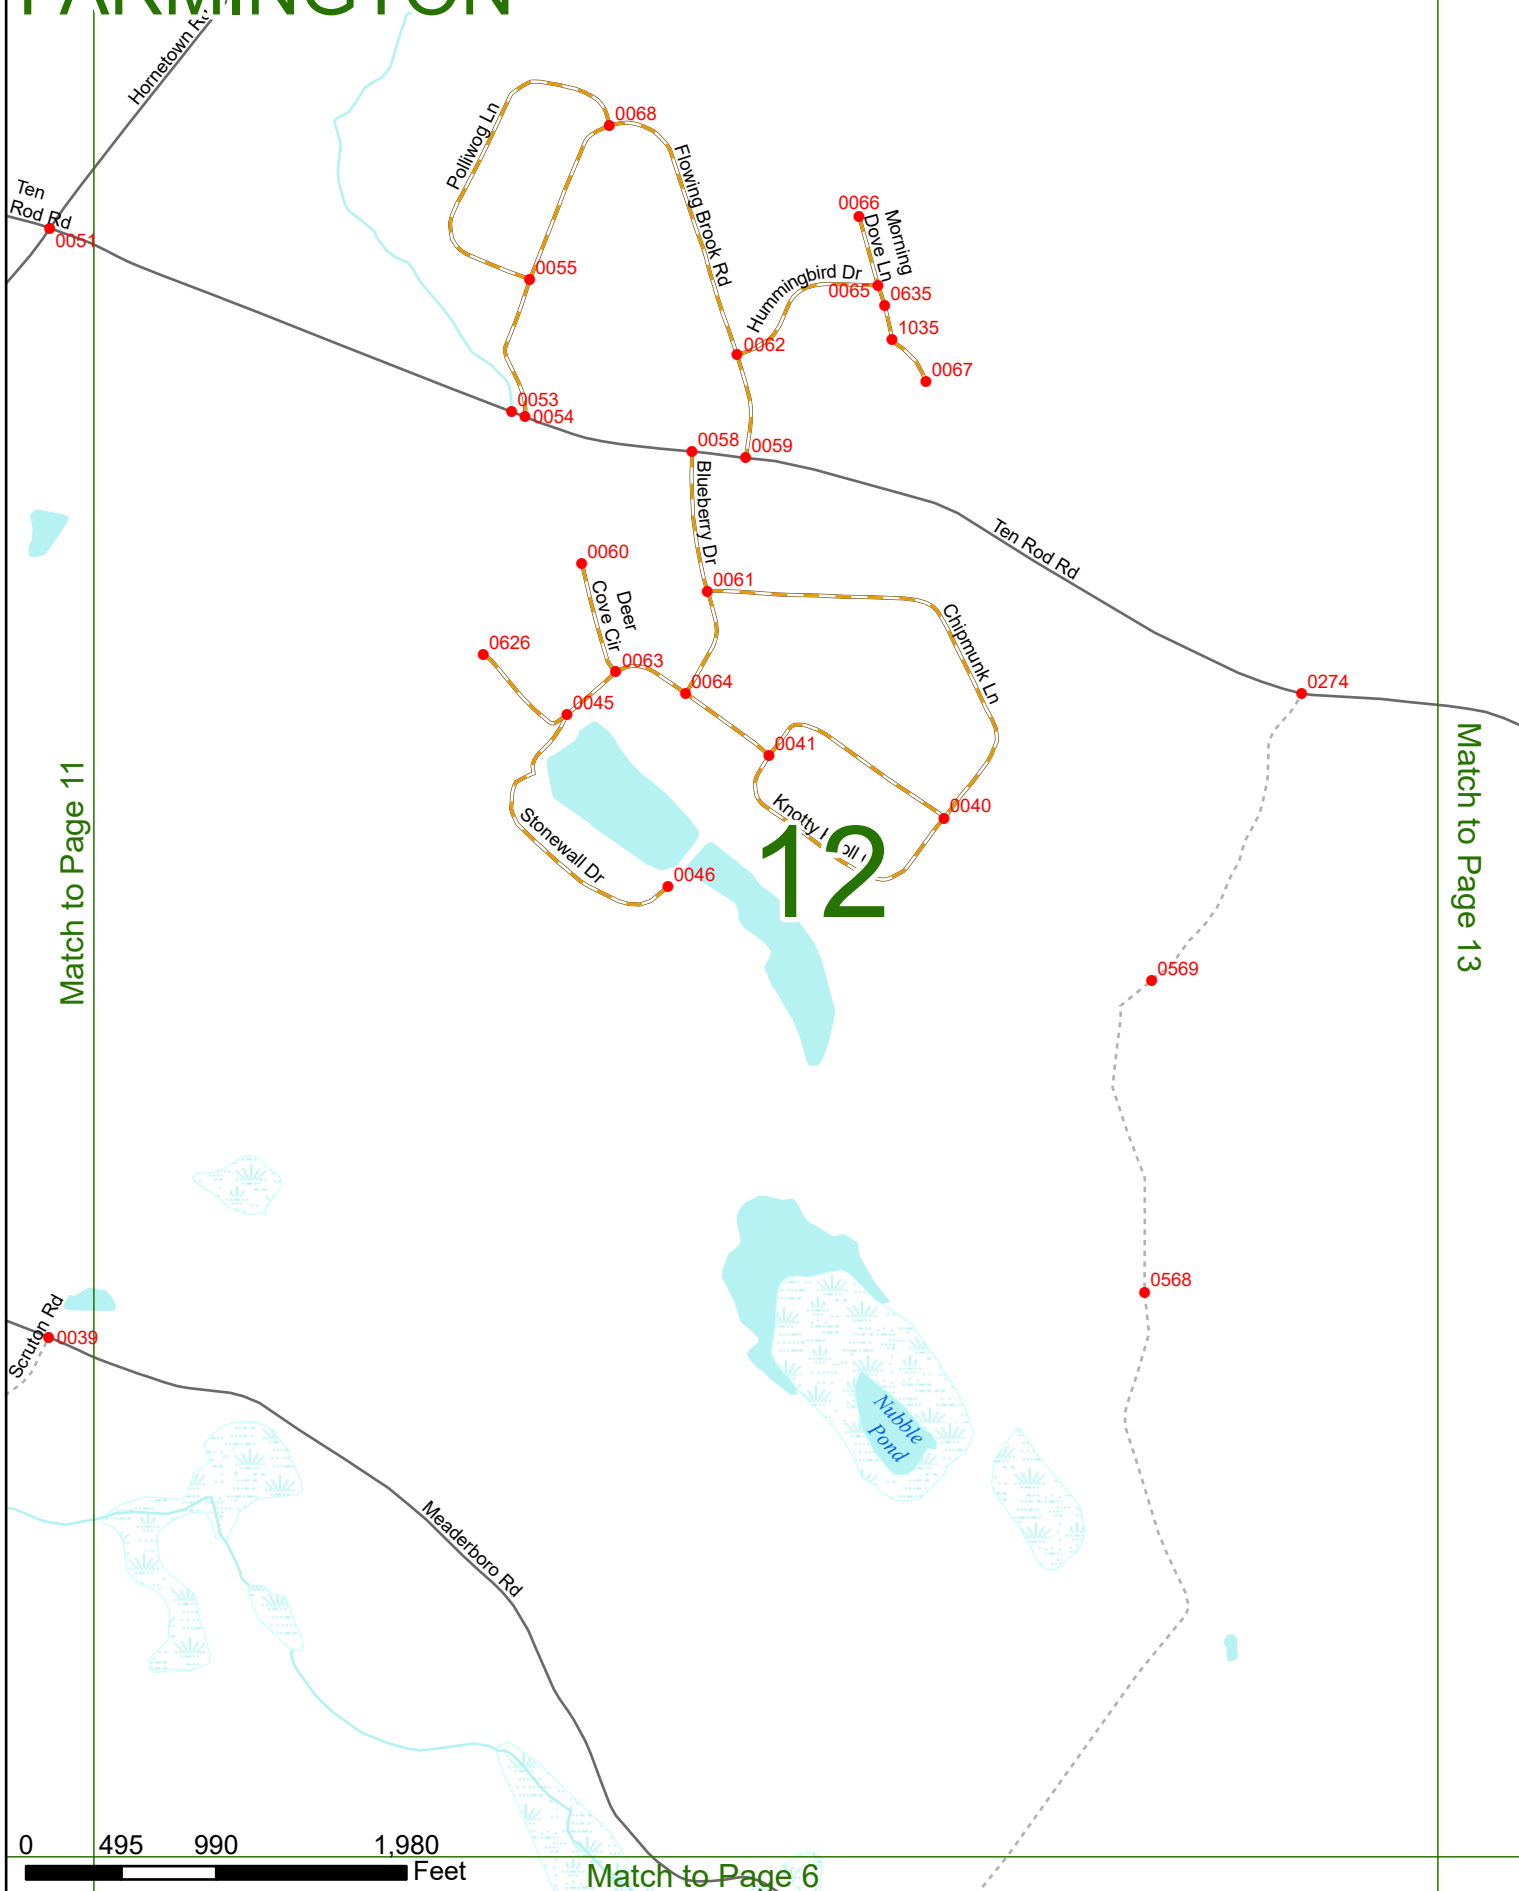 FARMINGTON
Hornetown Rd
Polliwog Ln
0068
Flowing Brook Rd
Ten
Rod Rd
0051
0066
Morning
Dove Ln
0055
Hummingbird Dr
0065
0635
1035
0062
0067
0053
0054
0058
0059
Blueberry Dr
Ten Rod Rd
0060
Deer
Cove Cir
0061
Chipmunk Ln
0626
0063
0064
0274
0045
0041
Match to Page 11
Match to Page 13
Knotty
0040
Stonewall Dr
12
0046
0569
0568
Scruton Rd
0039
Nubble
Pond
Meaderboro Rd
0 495 990 1,980
Feet
Match to Page 6